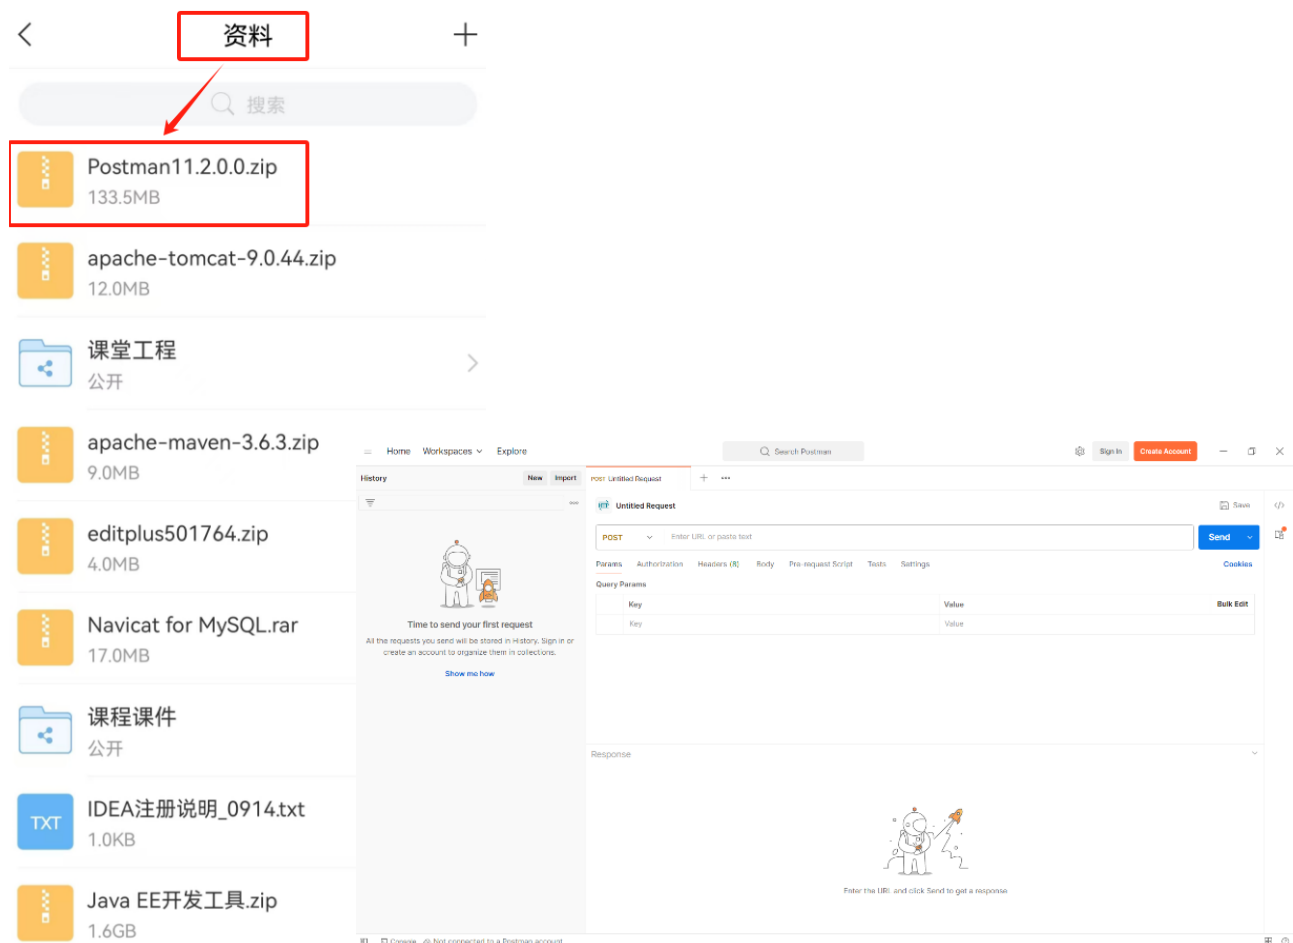 资料
搜索
Postman11.2.0.0.zip
133.5MB
apache-tomcat-9.0.44.zip
12.0MB
课堂工程
公开
apache-maven-3.6.3.zip
9.0MB
editplus501764.zip
4.0MB
Navicat for MySQL.rar
17.0MB
课程课件
公开
TXT
IDEA注册说明_0914.txt
1.0KB
Java EE开发工具.zip
1.6GB
Home Workspaces Explore Search Postman Sign In Create Account
History New Import POST Untitled Request
HTTP Untitled Request Save
POST Enter URL or paste text Send
Params Authorization Headers (8) Body Pre-request Script Tests Settings Cookies
Query Params
Key Value Bulk Edit
Key Value
Time to send your first request
All the requests you send will be stored in History. Sign in or
create an account to organize them in collections.
Show me how
Response
Enter the URL and click Send to get a response
Console Not connected to a Postman account